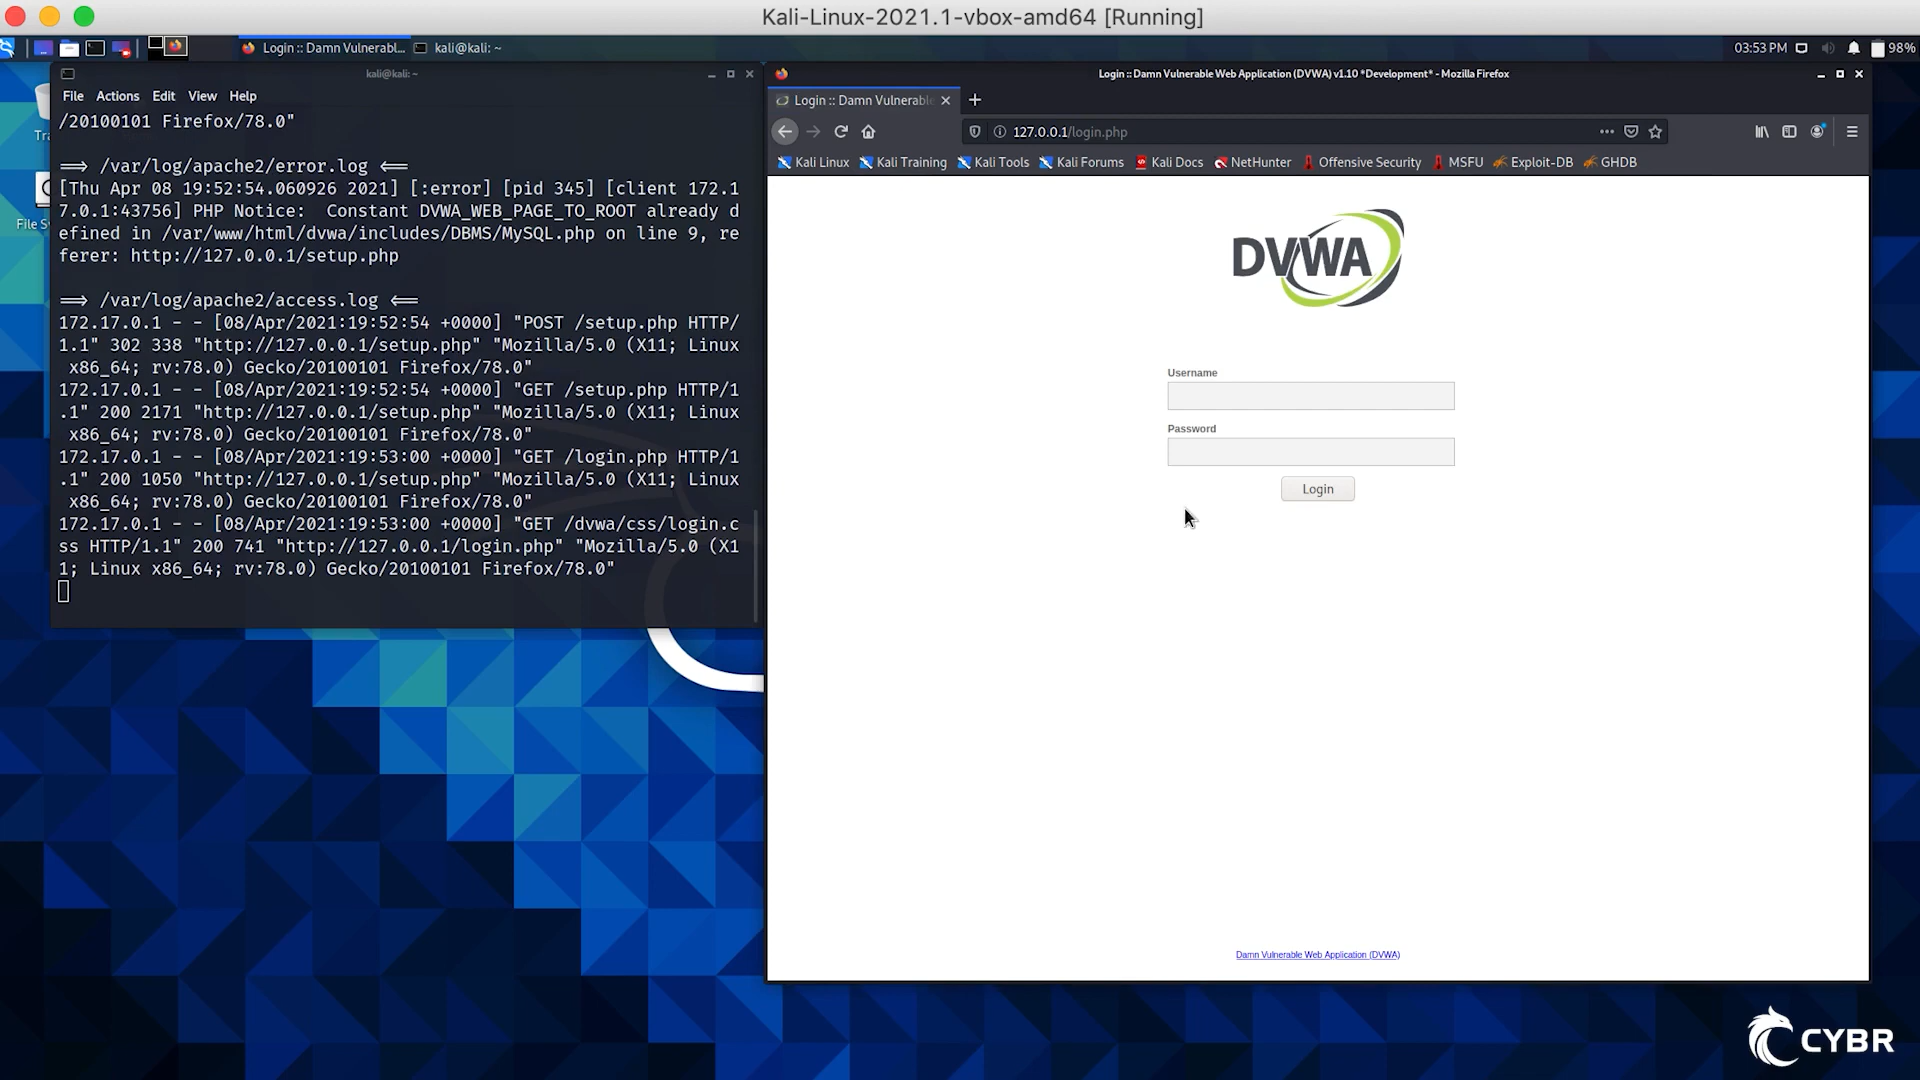 Kali-Linux-2021.1-vbox-amd64 [Running]
Login :: Damn Vulnerabl...
kali@kali: ~
03:53 PM
98%
kali@kali: ~
File Actions Edit View Help
/20100101 Firefox/78.0"
==> /var/log/apache2/error.log <==
[Thu Apr 08 19:52:54.060926 2021] [:error] [pid 345] [client 172.1
7.0.1:43756] PHP Notice:  Constant DVWA_WEB_PAGE_TO_ROOT already d
efined in /var/www/html/dvwa/includes/DBMS/MySQL.php on line 9, re
ferer: http://127.0.0.1/setup.php
==> /var/log/apache2/access.log <==
172.17.0.1 - - [08/Apr/2021:19:52:54 +0000] "POST /setup.php HTTP/
1.1" 302 338 "http://127.0.0.1/setup.php" "Mozilla/5.0 (X11; Linux
x86_64; rv:78.0) Gecko/20100101 Firefox/78.0"
172.17.0.1 - - [08/Apr/2021:19:52:54 +0000] "GET /setup.php HTTP/1
.1" 200 2171 "http://127.0.0.1/setup.php" "Mozilla/5.0 (X11; Linux
x86_64; rv:78.0) Gecko/20100101 Firefox/78.0"
172.17.0.1 - - [08/Apr/2021:19:53:00 +0000] "GET /login.php HTTP/1
.1" 200 1050 "http://127.0.0.1/setup.php" "Mozilla/5.0 (X11; Linux
x86_64; rv:78.0) Gecko/20100101 Firefox/78.0"
172.17.0.1 - - [08/Apr/2021:19:53:00 +0000] "GET /dvwa/css/login.c
ss HTTP/1.1" 200 741 "http://127.0.0.1/login.php" "Mozilla/5.0 (X1
1; Linux x86_64; rv:78.0) Gecko/20100101 Firefox/78.0"
Login :: Damn Vulnerable Web Application (DVWA) v1.10 *Development* - Mozilla Firefox
Login :: Damn Vulnerable
127.0.0.1/login.php
Kali Linux Kali Training Kali Tools Kali Forums Kali Docs NetHunter Offensive Security MSFU Exploit-DB GHDB
DVWA
Username
Password
Login
Damn Vulnerable Web Application (DVWA)
CYBR